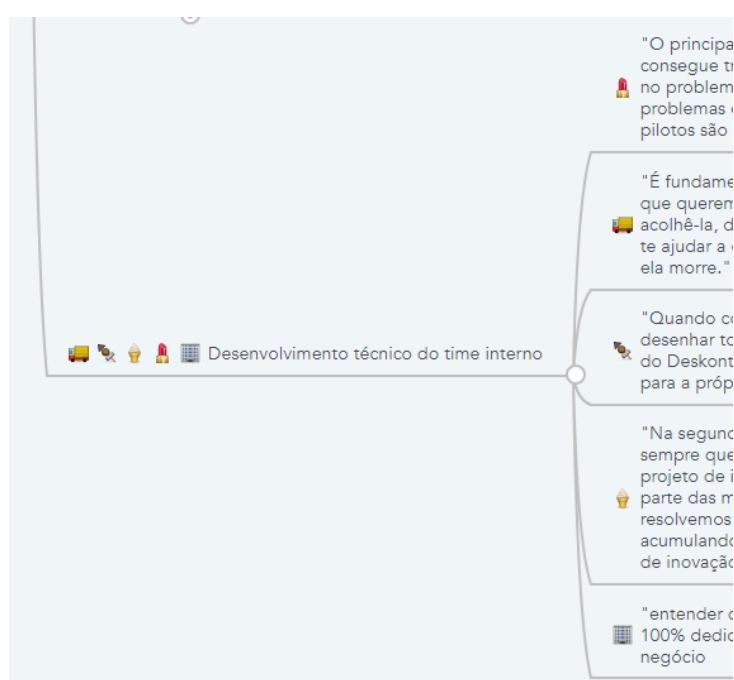 "O principa
consegue tr
no problem
problemas
pilotos são
"É fundame
que querem
acolhê-la, d
te ajudar a
ela morre."
Desenvolvimento técnico do time interno
"Quando co
desenhar to
do Deskont
para a próp
"Na segund
sempre que
projeto de i
parte das m
resolvemos
acumulando
de inovação
"entender
100% dedic
negócio